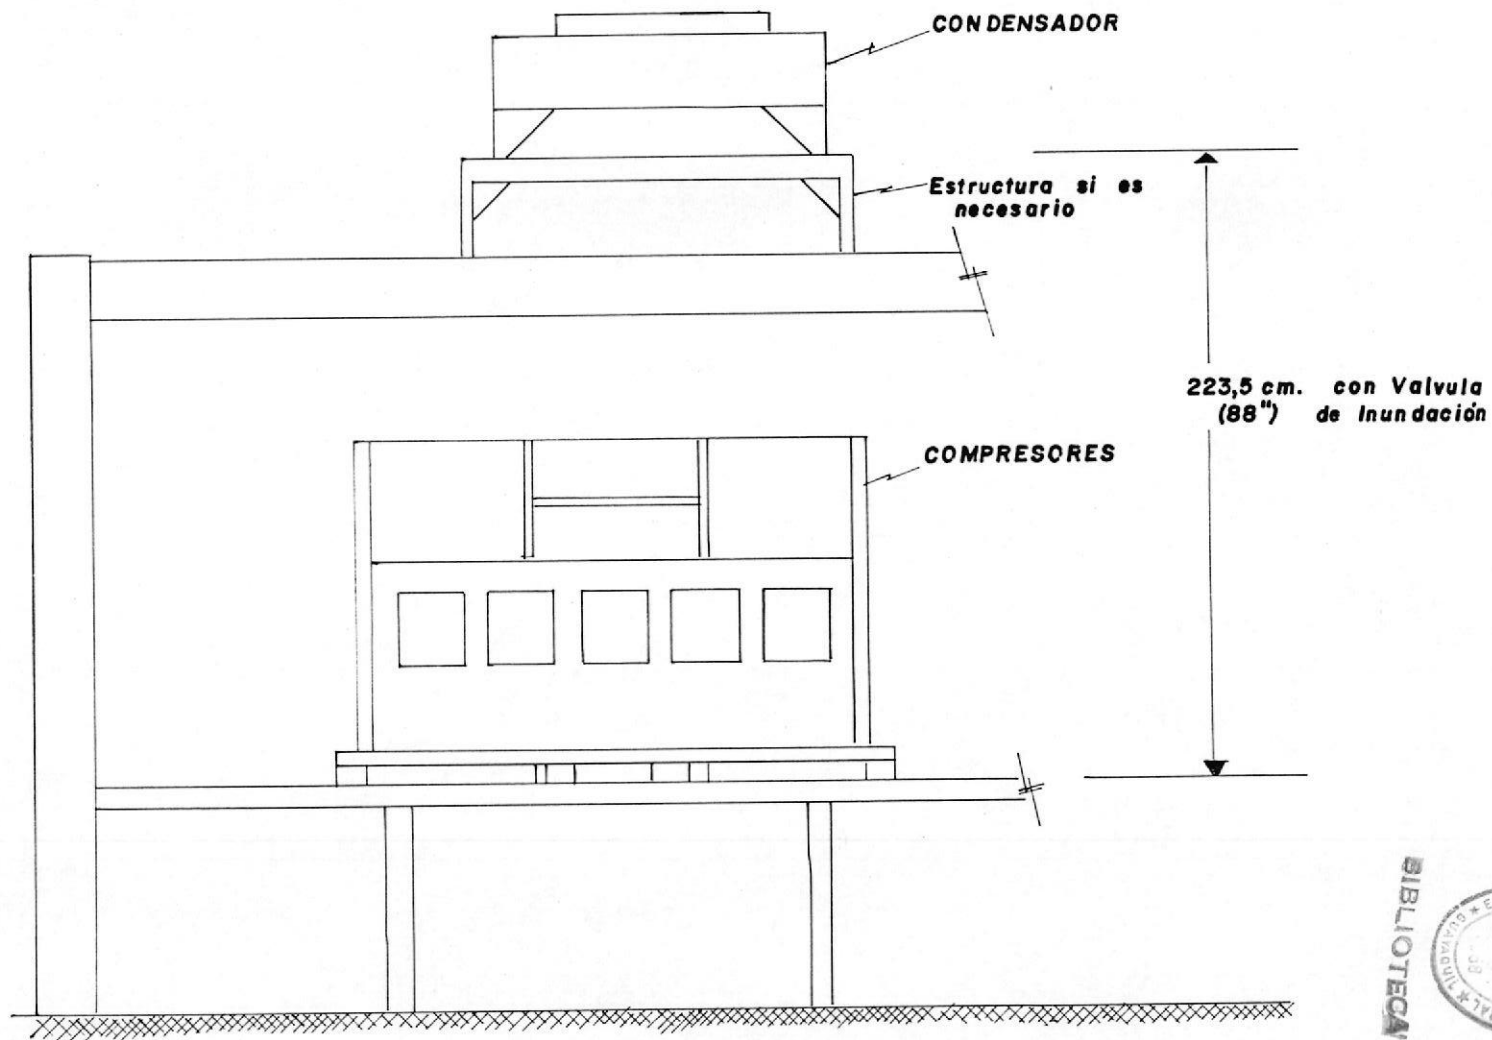 CONDENSADOR
Estructura si es
necesario
223,5 cm. con Valvula
(88") de Inundación
COMPRESORES
BIBLIOTECA